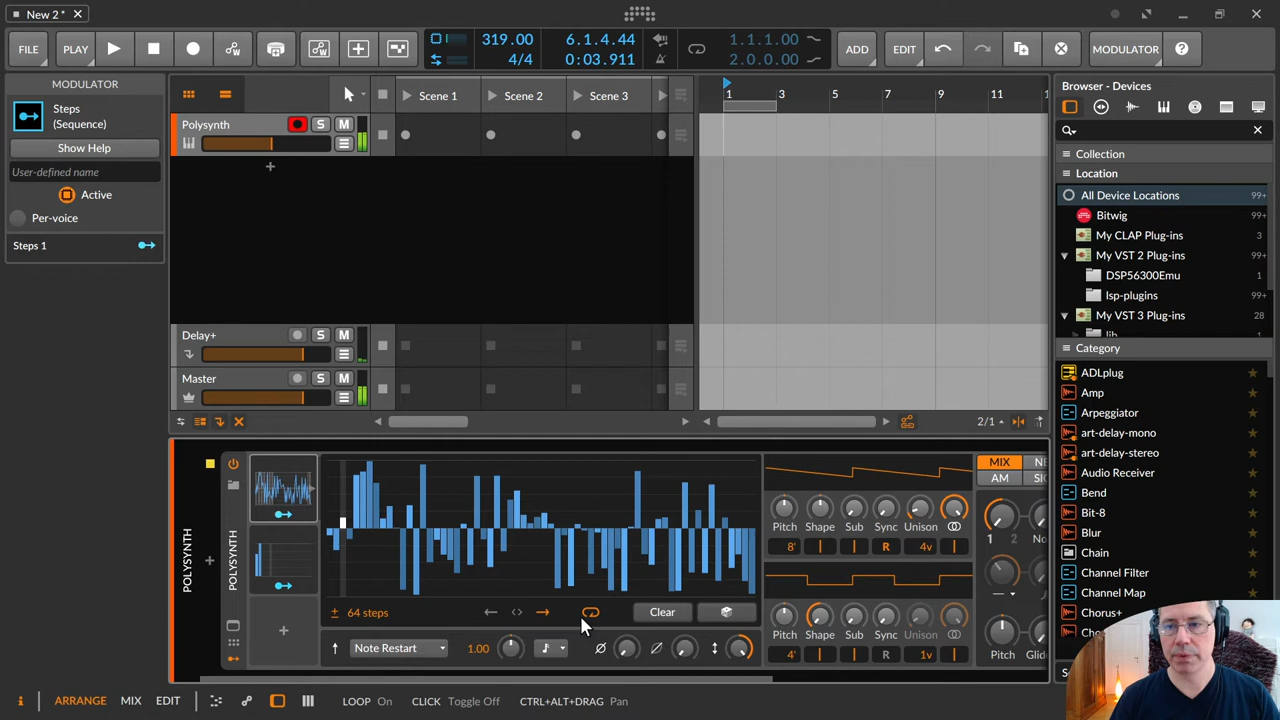 New 2 *
FILE
PLAY
319.00
4/4
6.1.4.44
0:03.911
1.1.1.00
2.0.0.00
ADD
EDIT
MODULATOR
MODULATOR
Steps
(Sequence)
Show Help
User-defined name
Active
Per-voice
Steps 1
Scene 1
Scene 2
Scene 3
Polysynth
S
M
+
Delay+
S
M
Master
S
M
1
3
5
7
9
11
2/1
Browser - Devices
Collection
Location
All Device Locations 99+
Bitwig 99+
My CLAP Plug-ins 3
My VST 2 Plug-ins 99+
DSP56300Emu 1
lsp-plugins 99+
My VST 3 Plug-ins 28
lib
Category
ADLplug
Amp
Arpeggiator
art-delay-mono
art-delay-stereo
Audio Receiver
Bend
Bit-8
Blur
Chain
Channel Filter
Channel Map
Chorus+
POLYSYNTH
POLYSYNTH
± 64 steps
Clear
Note Restart
1.00
Pitch Shape Sub Sync Unison
8' R 4v
Pitch Shape Sub Sync Unison
4' R 1v
MIX
AM
1 2
Pitch
i
ARRANGE MIX EDIT
LOOP On
CLICK Toggle Off
CTRL+ALT+DRAG Pan